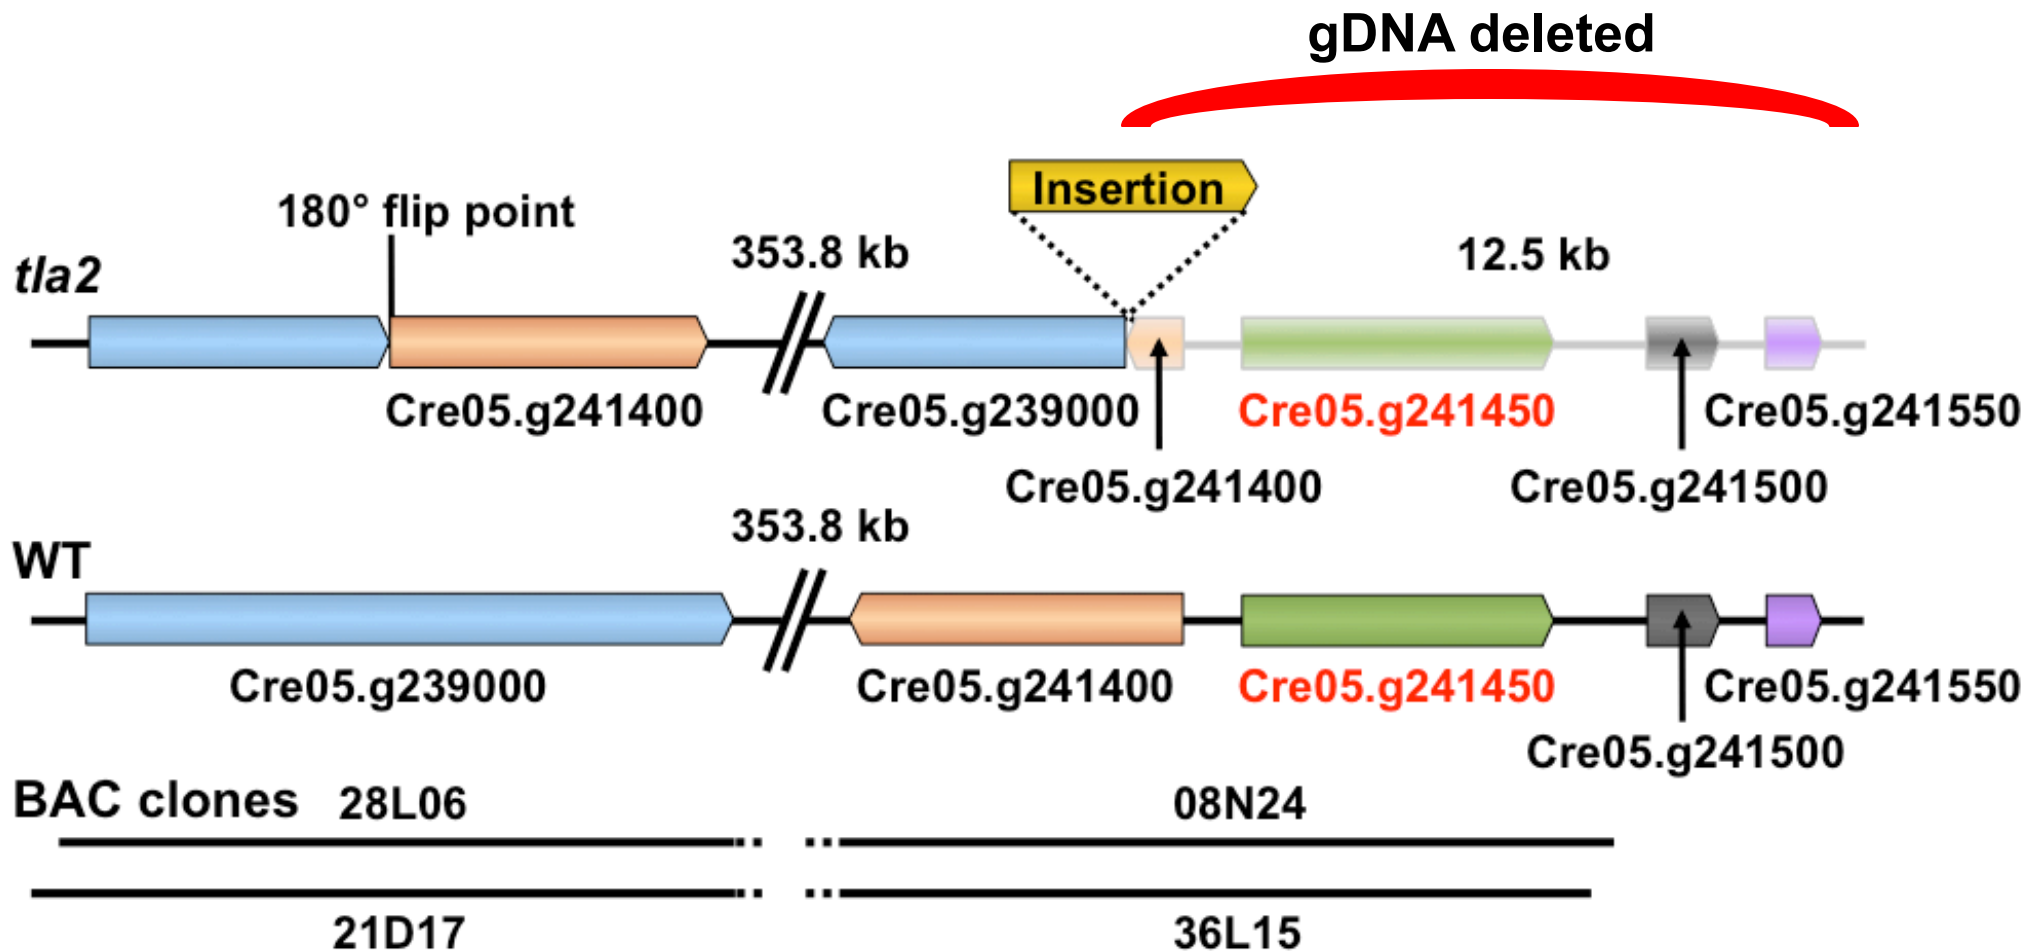 gDNA deleted
Insertion
180° flip point
353.8 kb
12.5 kb
tla2
Cre05.g241400
Cre05.g239000
Cre05.g241450
Cre05.g241550
Cre05.g241400
Cre05.g241500
353.8 kb
WT
Cre05.g239000
Cre05.g241400
Cre05.g241450
Cre05.g241550
Cre05.g241500
BAC clones
28L06
08N24
21D17
36L15